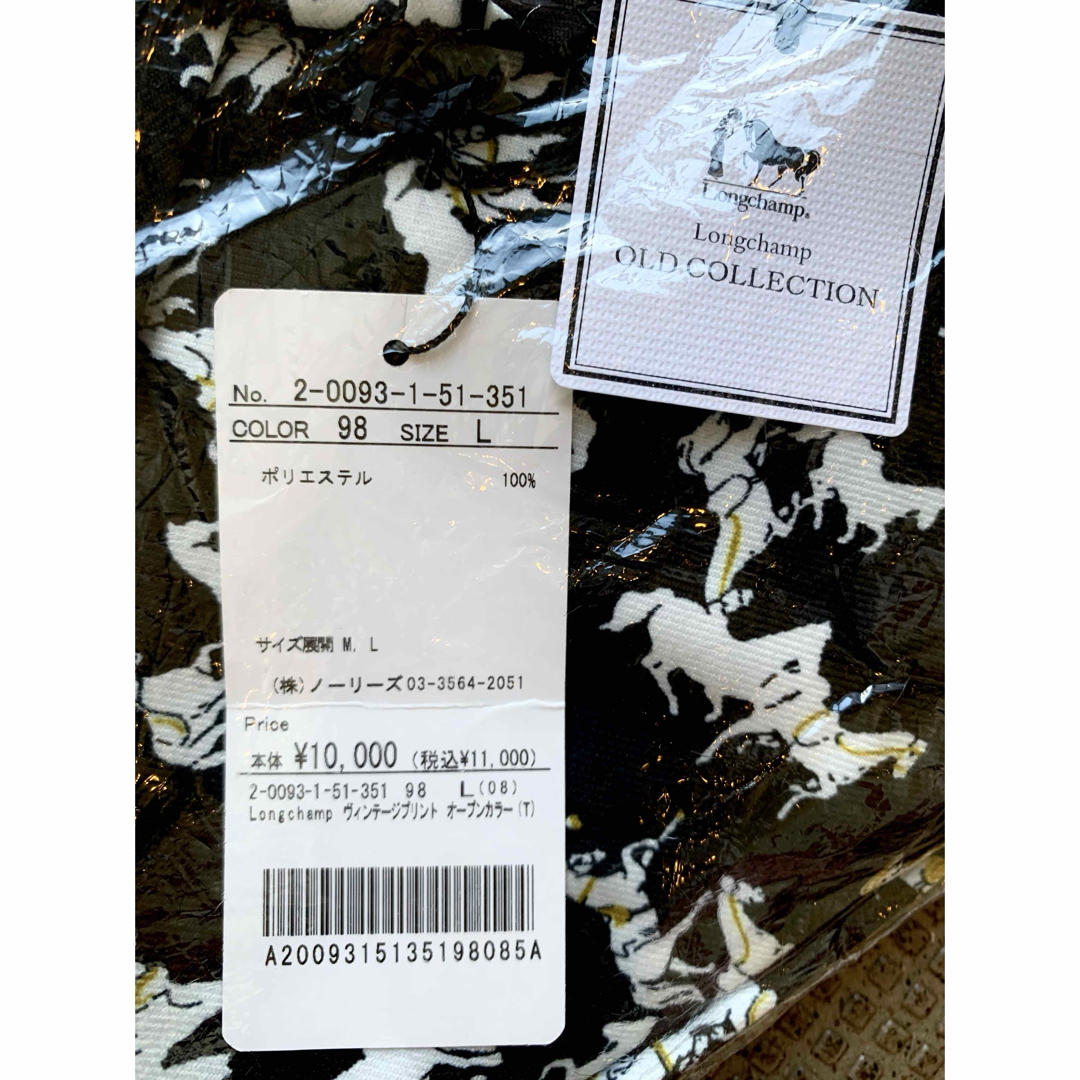 Longchamp®
Longchamp
OLD COLLECTION
No. 2-0093-1-51-351
COLOR 98 SIZE L
ポリエステル 100%
サイズ展開 M, L
(株)ノーリーズ03-3564-2051
Price
本体 ¥10,000 (税込¥11,000)
2-0093-1-51-351 98 L(08)
Longchamp ヴィンテージプリント オープンカラー(T)
A2009315135198085A